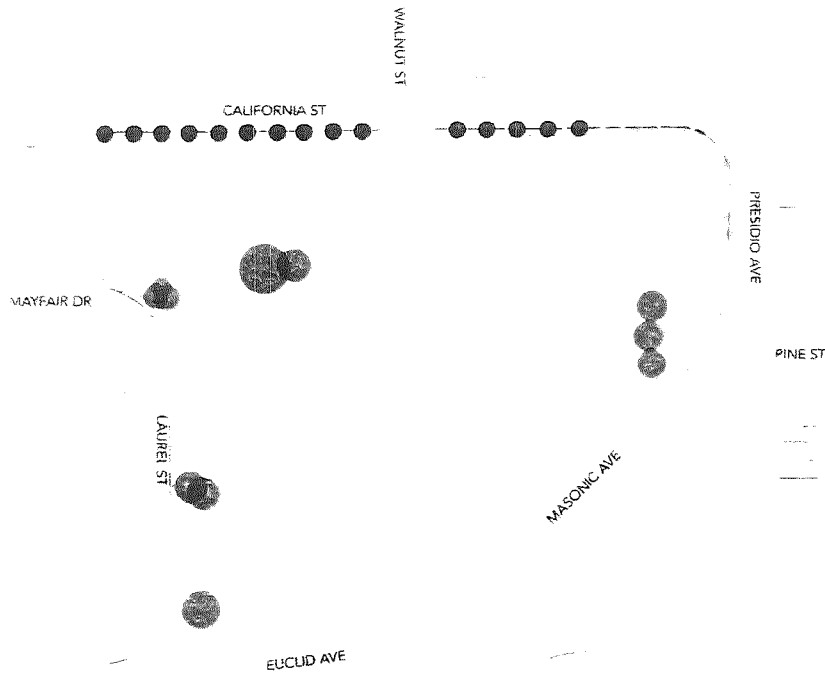 WALNUT ST
CALIFORNIA ST
PRESIDIO AVE
MAYFAIR DR
PINE ST
LAUREL ST
MASONIC AVE
EUCLID AVE